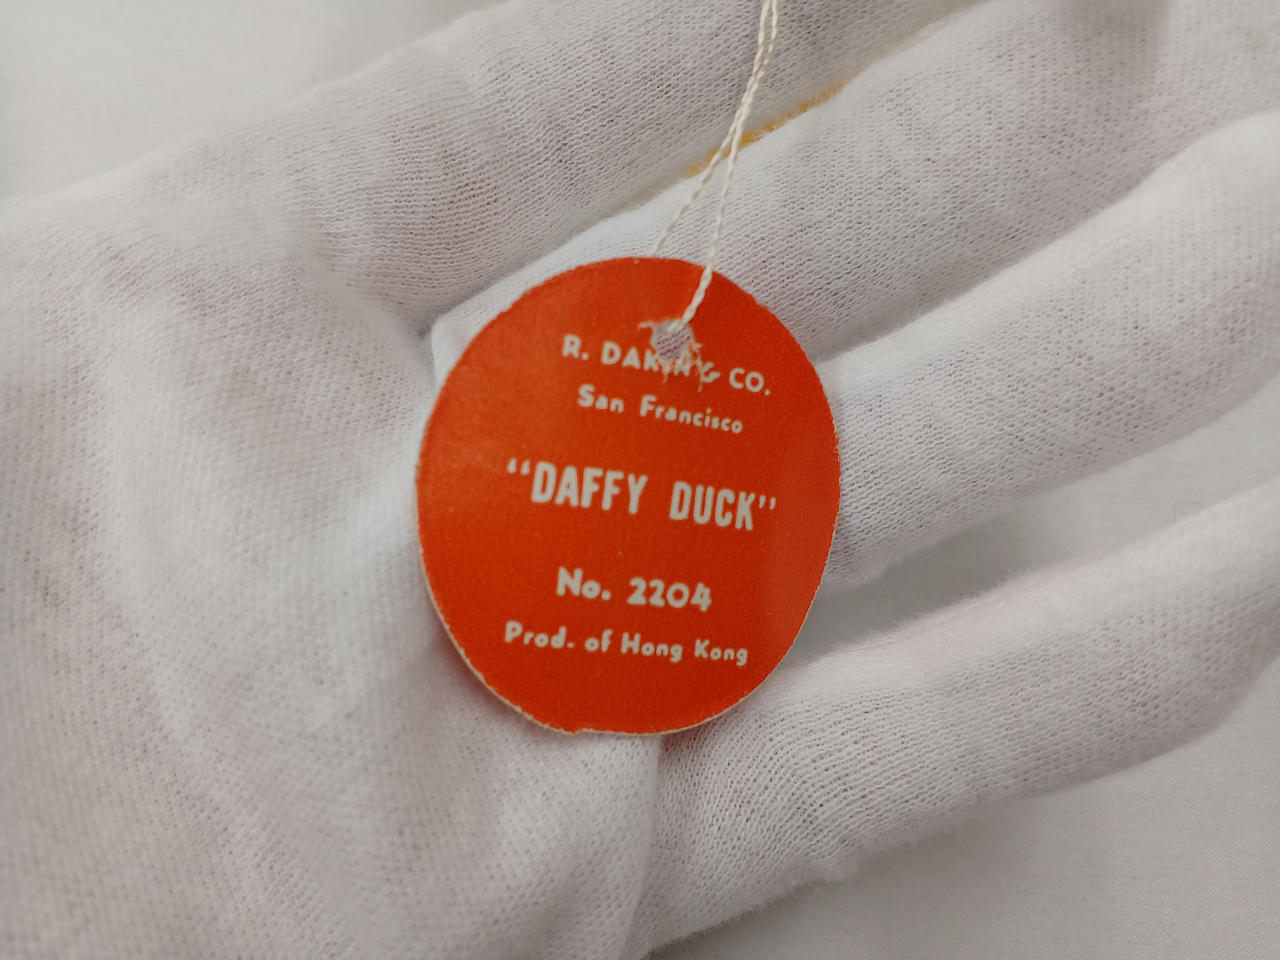 R. DAKIN & CO.
San Francisco
“DAFFY DUCK”
No. 2204
Prod. of Hong Kong